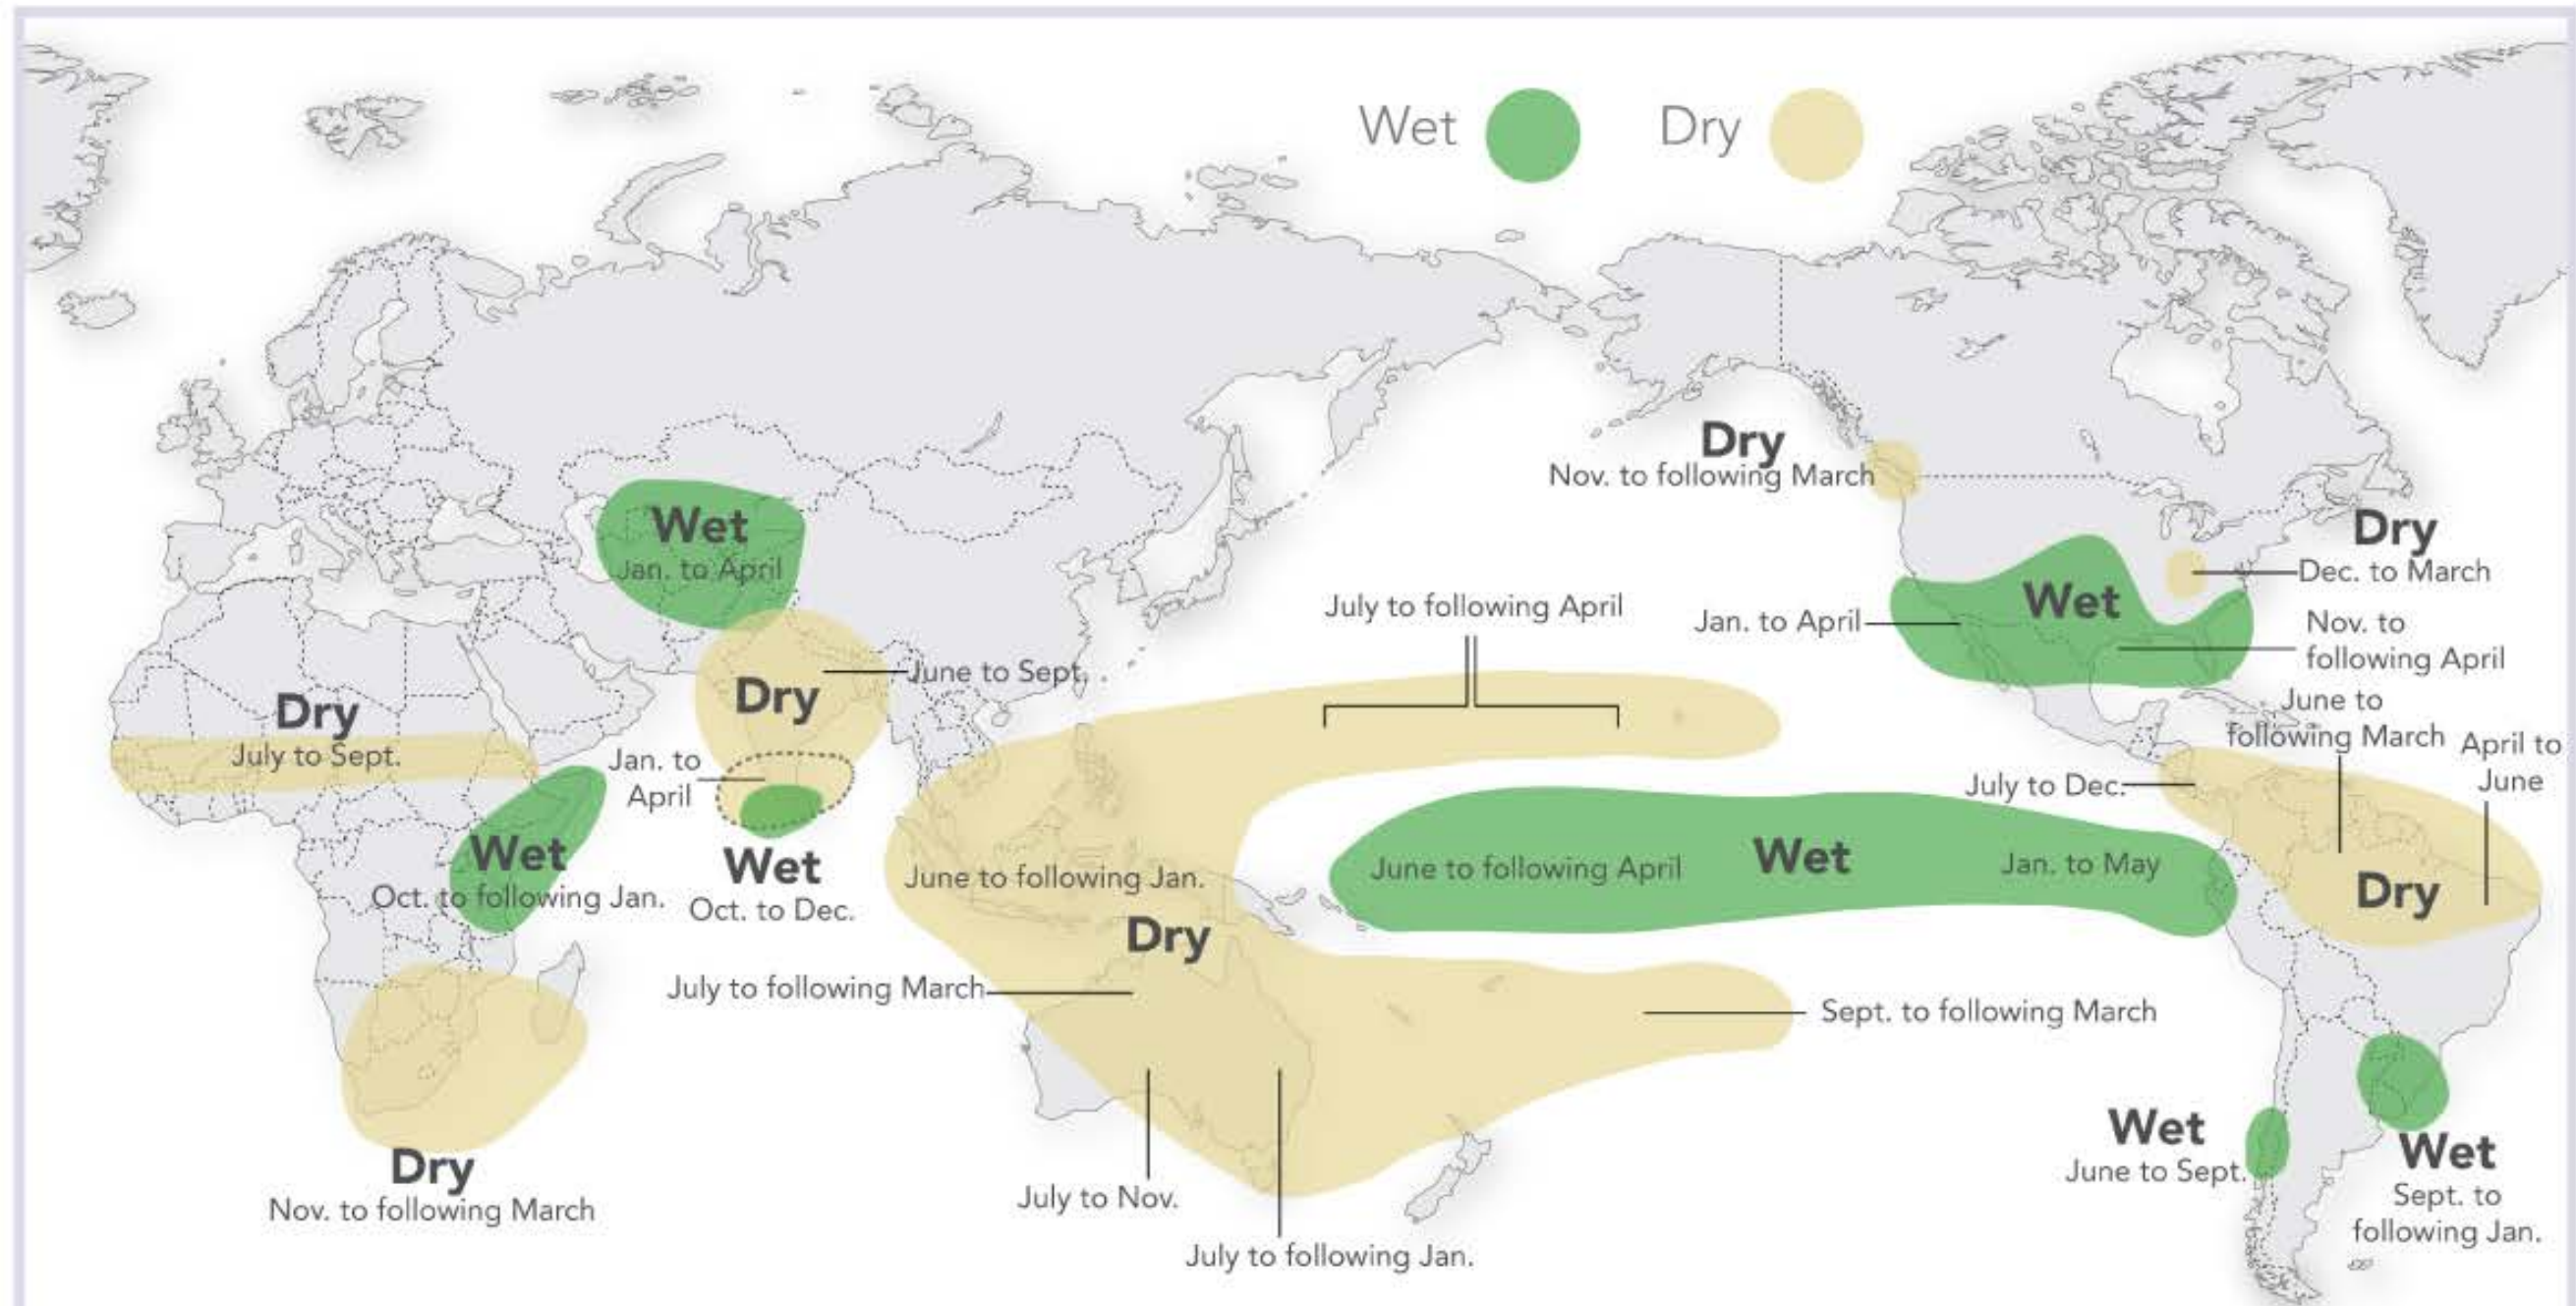 Wet
Dry
Dry
Nov. to following March
Wet
Jan. to April
Dry
Dec. to March
July to following April
Jan. to April
Wet
Nov. to
following April
June to Sept.
Dry
Dry
July to Sept.
June to
following March
April to
June
Jan. to
April
July to Dec.
Wet
Oct. to following Jan.
Wet
Oct. to Dec.
June to following Jan.
Dry
June to following April
Wet
Jan. to May
Dry
July to following March
Sept. to following March
Dry
Nov. to following March
July to Nov.
July to following Jan.
Wet
June to Sept.
Wet
Sept. to
following Jan.